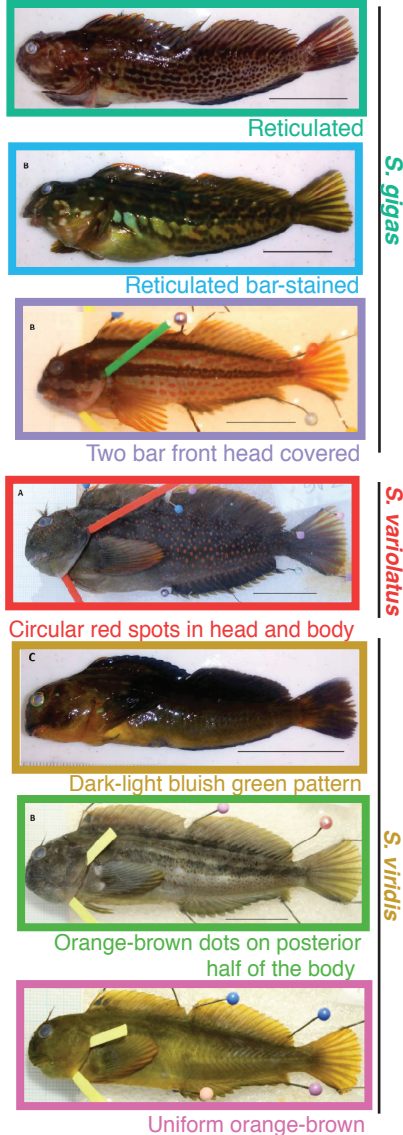 Reticulated
B
Reticulated bar-stained
B
Two bar front head covered
S. gigas
A
Circular red spots in head and body
S. variolatus
C
Dark-light bluish green pattern
B
Orange-brown dots on posterior
half of the body
Uniform orange-brown
S. viridis